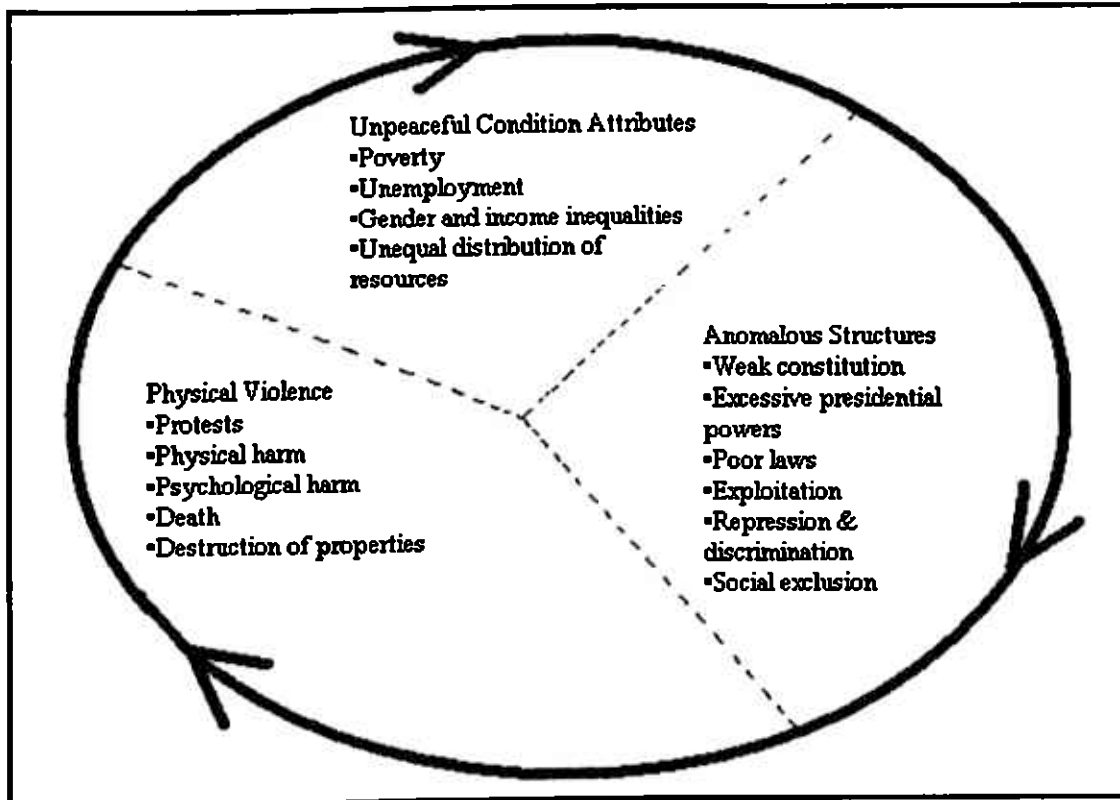 Unpeaceful Condition Attributes
▪Poverty
▪Unemployment
▪Gender and income inequalities
▪Unequal distribution of
resources
Anomalous Structures
▪Weak constitution
▪Excessive presidential
powers
▪Poor laws
▪Exploitation
▪Repression &
discrimination
▪Social exclusion
Physical Violence
▪Protests
▪Physical harm
▪Psychological harm
▪Death
▪Destruction of properties